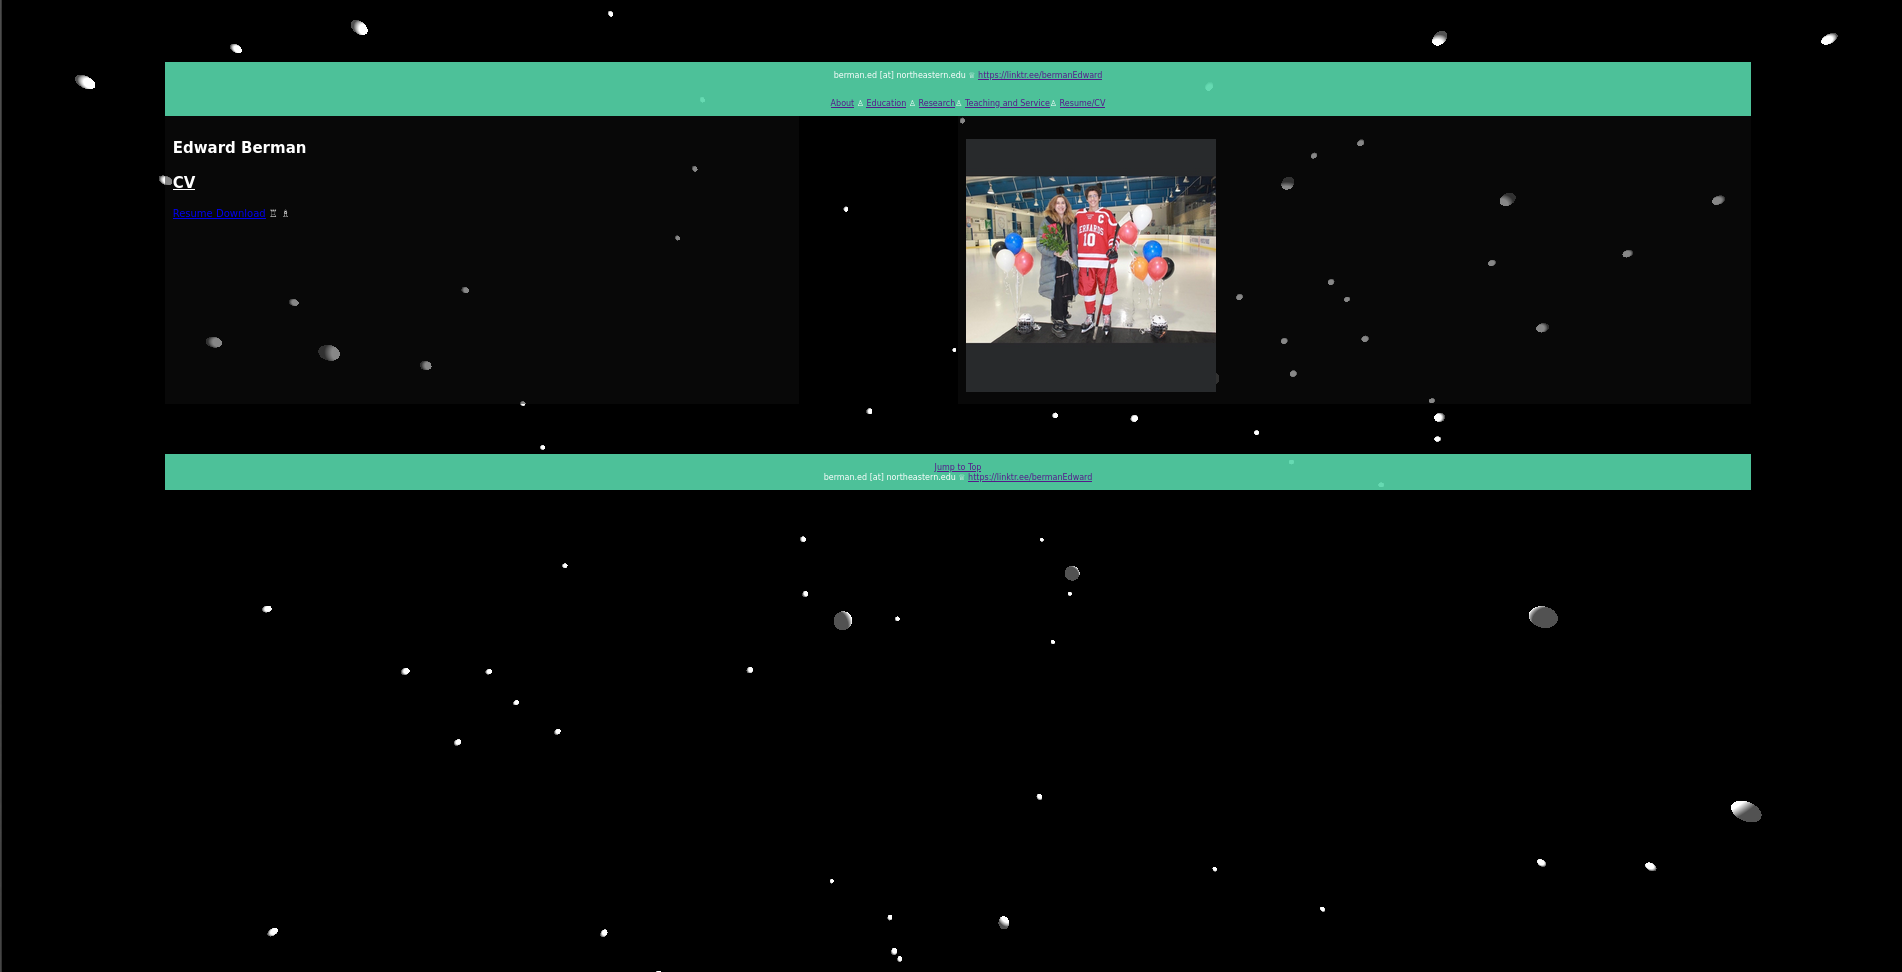 berman.ed [at] northeastern.edu ♕ https://linktr.ee/bermanEdward
About ♙ Education ♙ Research♙ Teaching and Service♙ Resume/CV
Edward Berman
CV
Resume Download ♖ ♗
C
EDWARDS
10
Jump to Top
berman.ed [at] northeastern.edu ♕ https://linktr.ee/bermanEdward